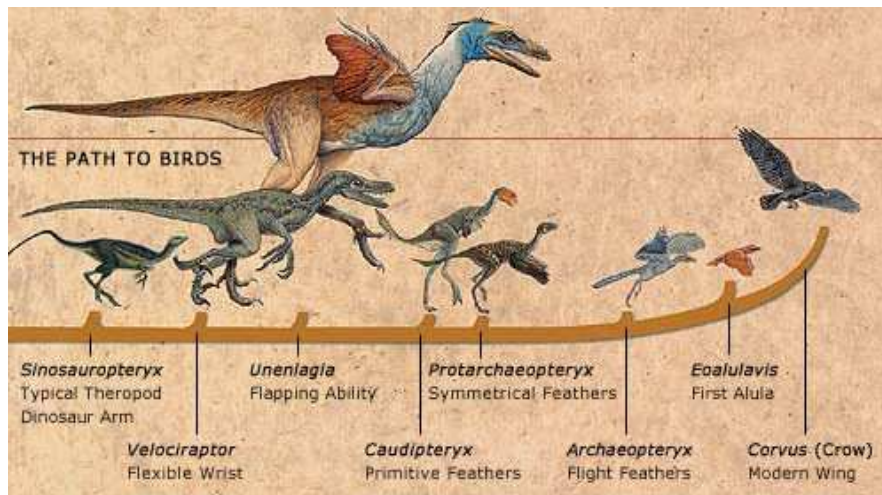 THE PATH TO BIRDS
Sinosauropteryx
Typical Theropod
Dinosaur Arm
Velociraptor
Flexible Wrist
Unenlagia
Flapping Ability
Caudipteryx
Primitive Feathers
Protarchaeopteryx
Symmetrical Feathers
Archaeopteryx
Flight Feathers
Eoalulavis
First Alula
Corvus (Crow)
Modern Wing